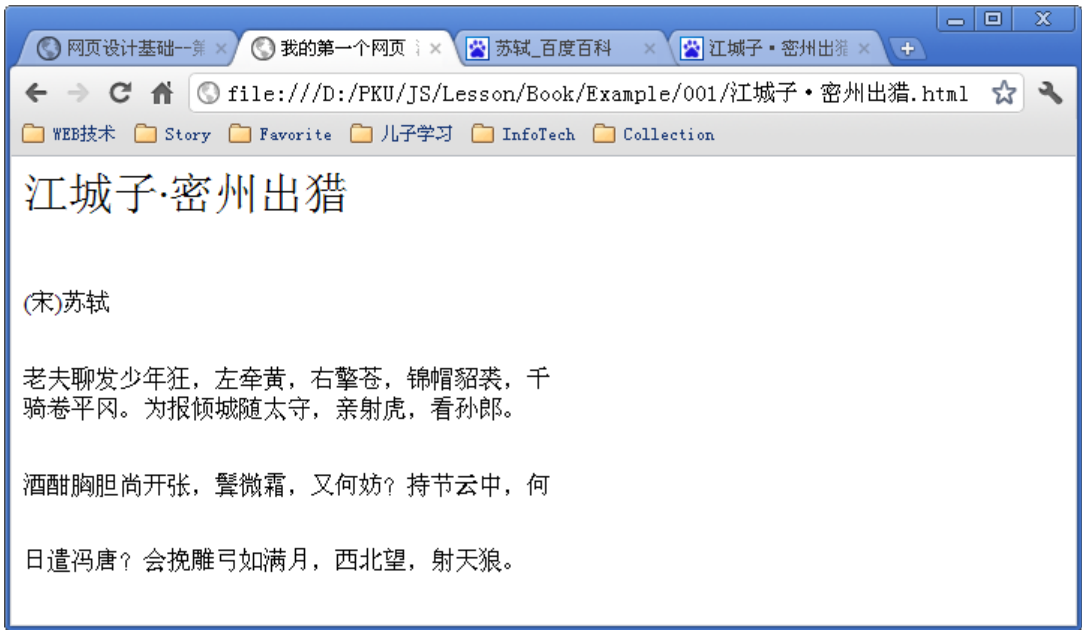 网页设计基础--第
我的第一个网页
苏轼_百度百科
江城子·密州出猎
file:///D:/PKU/JS/Lesson/Book/Example/001/江城子·密州出猎.html
WEB技术 Story Favorite 儿子学习 InfoTech Collection
江城子·密州出猎
(宋)苏轼
老夫聊发少年狂，左牵黄，右擎苍，锦帽貂裘，千
骑卷平冈。为报倾城随太守，亲射虎，看孙郎。
酒酣胸胆尚开张，鬓微霜，又何妨？持节云中，何
日遣冯唐？会挽雕弓如满月，西北望，射天狼。